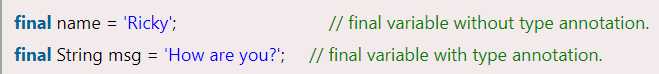 final name = 'Ricky'; // final variable without type annotation.
final String msg = 'How are you?'; // final variable with type annotation.